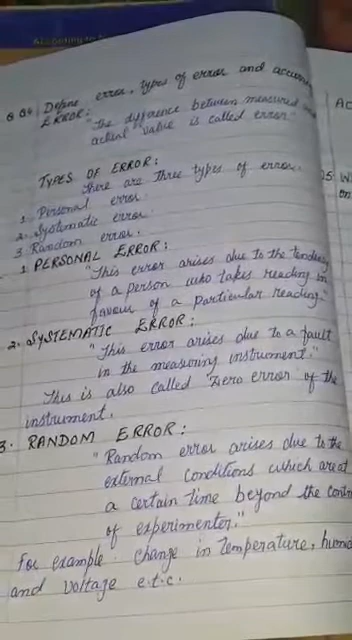 Accounting
Q Define error, types of error and accuracy
ERROR:
"The difference between measured and
actual value is called error"
TYPES OF ERROR:
There are three types of error.
1. Personal error.
2. Systematic error.
3. Random error.
1. PERSONAL ERROR:
"This error arises due to the tendency
of a person who takes reading in
favour of a particular reading."
2. SYSTEMATIC ERROR:
"This error arises due to a fault
in the measuring instrument."
This is also called "Zero error" of the
instrument.
3. RANDOM ERROR:
"Random error arises due to the
external conditions which are at
a certain time beyond the cont
of experimenter."
For example change in temperature, hum
and voltage e.t.c.